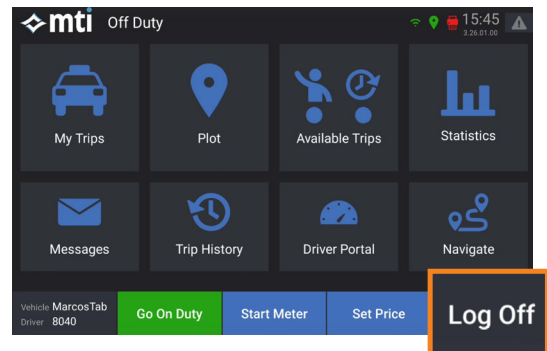 mti Off Duty 15:45
3.26.01.00
My Trips Plot Available Trips Statistics
Messages Trip History Driver Portal Navigate
Vehicle MarcosTab
Driver 8040
Go On Duty Start Meter Set Price Log Off